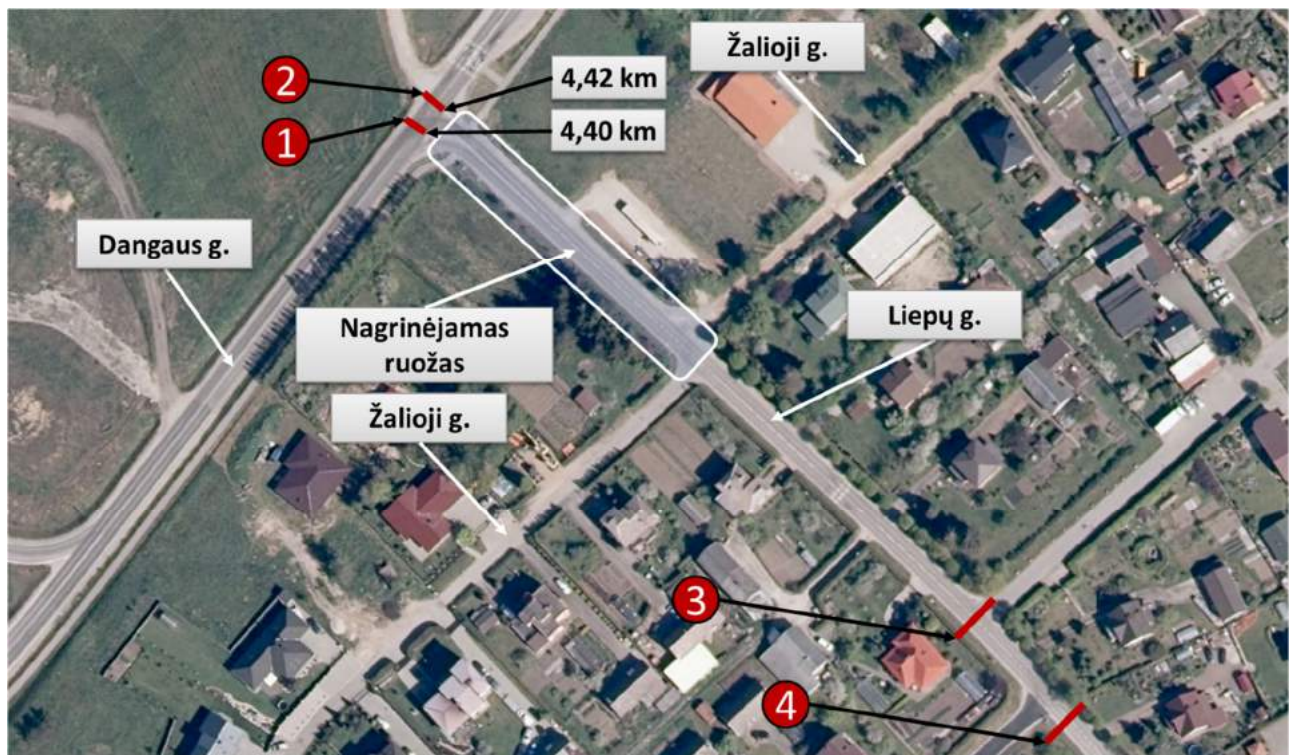 Žalioji g.
2
4,42 km
1
4,40 km
Dangaus g.
Nagrinėjamas
ruožas
Liepų g.
Žalioji g.
3
4